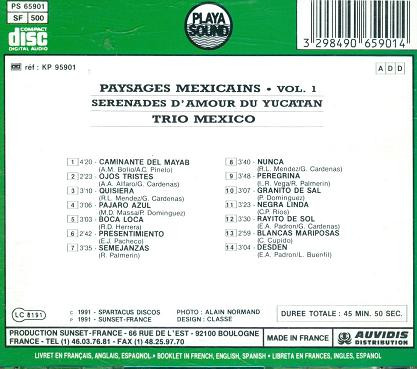 PS 65901
SF 500
COMPACT
disc
DIGITAL AUDIO
PLAYA
SOUND
3 298490 659014
réf : KP 95901
A D D
PAYSAGES MEXICAINS • VOL. 1
SERENADES D'AMOUR DU YUCATAN
TRIO MEXICO
1 4'20 - CAMINANTE DEL MAYAB
(A.M. Bolio/A.C. Pinelo)
2 2'23 - OJOS TRISTES
(A.A. Alfaro/G. Cardenas)
3 3'10 - QUISIERA
(R.L. Mendez/G. Cardenas)
4 3'06 - PAJARO AZUL
(M.D. Massa/P. Dominguez)
5 3'03 - BOCA LOCA
(R.D. Herrera)
6 2'42 - PRESENTIMIENTO
(E.J. Pacheco)
7 3'35 - SEMEJANZAS
(R. Palmerin)
8 3'40 - NUNCA
(R.L. Mendez/G. Cardenas)
9 3'48 - PEREGRINA
(L.R. Vega/R. Palmerin)
10 3'07 - GRANITO DE SAL
(P. Dominguez)
11 3'23 - NEGRA LINDA
(C.P. Rios)
12 3'30 - RAYITO DE SOL
(E.A. Padron/G. Cardenas)
13 2'59 - BLANCAS MARIPOSAS
(C. Cupido)
14 3'04 - DESDEN
(E.A. Padron/L. Buenfil)
LC 8191
c 1991 - SPARTACUS DISCOS
p 1991 - SUNSET-FRANCE
PHOTO : ALAIN NORMAND
DESIGN : CLASSE
DUREE TOTALE : 45 MIN. 50 SEC.
PRODUCTION SUNSET-FRANCE - 66 RUE DE L'EST - 92100 BOULOGNE
FRANCE - TEL (1) 46.03.76.81 - FAX (1) 48.25.97.70
MADE IN FRANCE
AUVIDIS
DISTRIBUTION
LIVRET EN FRANÇAIS, ANGLAIS, ESPAGNOL - BOOKLET IN FRENCH, ENGLISH, SPANISH - LIBRETA EN FRANCES, INGLES, ESPANOL